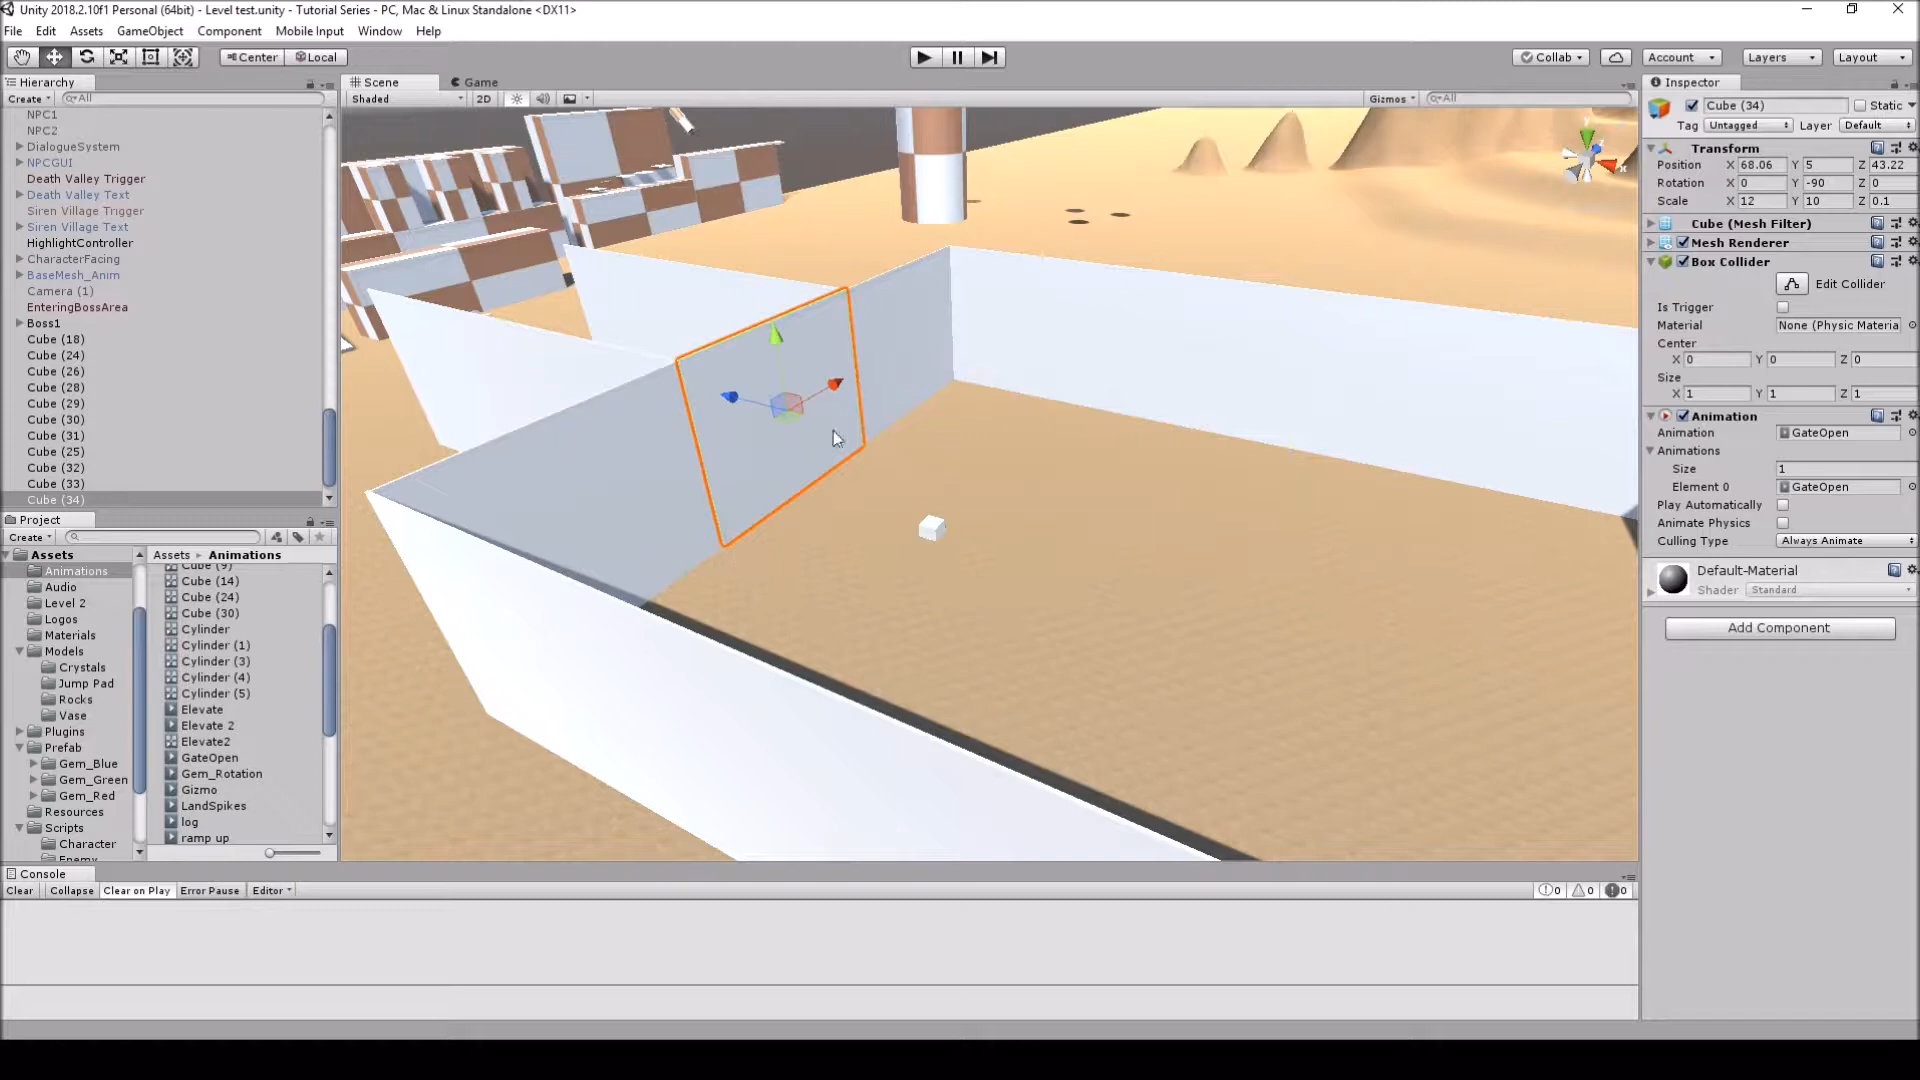 Unity 2018.2.10f1 Personal (64bit) - Level test.unity - Tutorial Series - PC, Mac & Linux Standalone <DX11>
File Edit Assets GameObject Component Mobile Input Window Help
Center Local Collab Account Layers Layout
Hierarchy
Create All
NPC1
NPC2
DialogueSystem
NPCGUI
Death Valley Trigger
Death Valley Text
Siren Village Trigger
Siren Village Text
HighlightController
CharacterFacing
BaseMesh_Anim
Camera (1)
EnteringBossArea
Boss1
Cube (18)
Cube (24)
Cube (26)
Cube (28)
Cube (29)
Cube (30)
Cube (31)
Cube (25)
Cube (32)
Cube (33)
Cube (34)
Scene Game
Shaded 2D Gizmos All
Project
Create
Assets
Animations
Audio
Level 2
Logos
Materials
Models
Crystals
Jump Pad
Rocks
Vase
Plugins
Prefab
Gem_Blue
Gem_Green
Gem_Red
Resources
Scripts
Character
Enemy
Assets Animations
Cube (9)
Cube (14)
Cube (24)
Cube (30)
Cylinder
Cylinder (1)
Cylinder (3)
Cylinder (4)
Cylinder (5)
Elevate
Elevate 2
Elevate2
GateOpen
Gem_Rotation
Gizmo
LandSpikes
log
ramp up
Console
Clear Collapse Clear on Play Error Pause Editor 0 0 0
Inspector
Cube (34) Static
Tag Untagged Layer Default
Transform
Position X 68.06 Y 5 Z 43.22
Rotation X 0 Y -90 Z 0
Scale X 12 Y 10 Z 0.1
Cube (Mesh Filter)
Mesh Renderer
Box Collider
Edit Collider
Is Trigger
Material None (Physic Materia
Center
X 0 Y 0 Z 0
Size
X 1 Y 1 Z 1
Animation
Animation GateOpen
Animations
Size 1
Element 0 GateOpen
Play Automatically
Animate Physics
Culling Type Always Animate
Default-Material
Shader Standard
Add Component